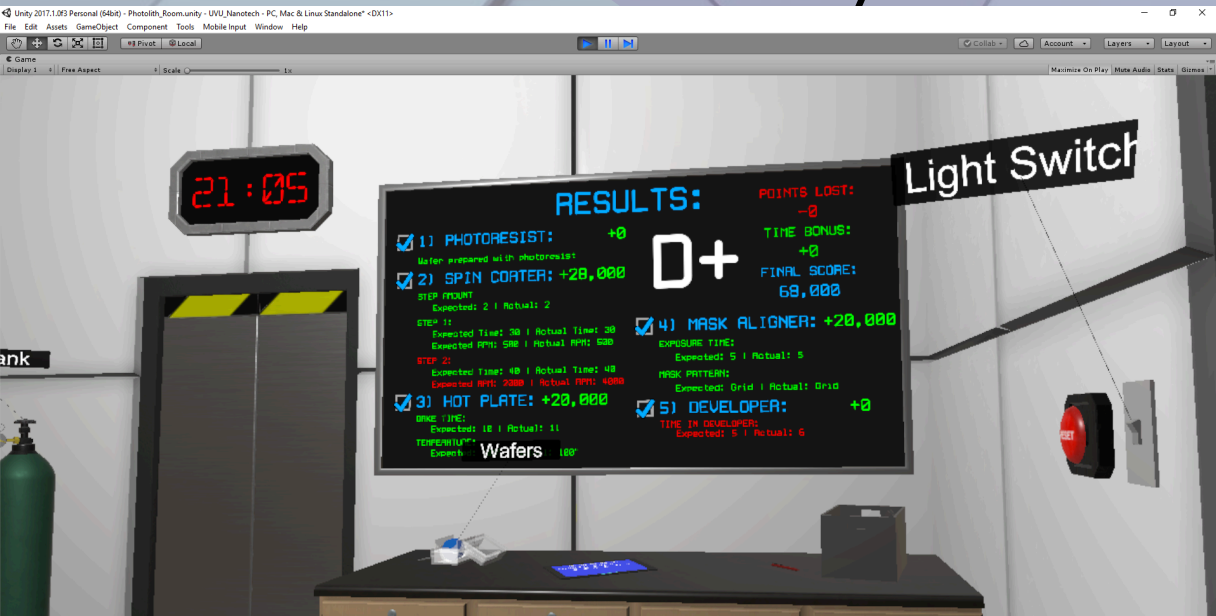 Unity 2017.1.0f3 Personal (64bit) - Photolith_Room.unity - UVU_Nanotech - PC, Mac & Linux Standalone* <DX11>
File Edit Assets GameObject Component Tools Mobile Input Window Help
Pivot Local Collab Account Layers Layout
Game
Display 1 Free Aspect Scale 1x Maximize On Play Mute Audio Stats Gizmos
Light Switch
21:05
RESULTS:
POINTS LOST:
-0
TIME BONUS:
+0
FINAL SCORE:
68,000
D+
1) PHOTORESIST: +0
Wafer prepared with photoresist
2) SPIN COATER: +28,000
STEP AMOUNT
Expected: 2 | Actual: 2
STEP 1:
Expected Time: 30 | Actual Time: 30
Expected RPM: 500 | Actual RPM: 500
STEP 2:
Expected Time: 40 | Actual Time: 40
Expected RPM: | Actual RPM: 4000
3) HOT PLATE: +20,000
BAKE TIME:
Expected: 10 | Actual: 11
TEMPERATURE:
Expected 100°
4) MASK ALIGNER: +20,000
EXPOSURE TIME:
Expected: 5 | Actual: 5
MASK PATTERN:
Expected: Grid | Actual: Grid
5) DEVELOPER: +0
TIME IN DEVELOPER:
Expected: 5 | Actual: 6
Wafers
ank
RESET